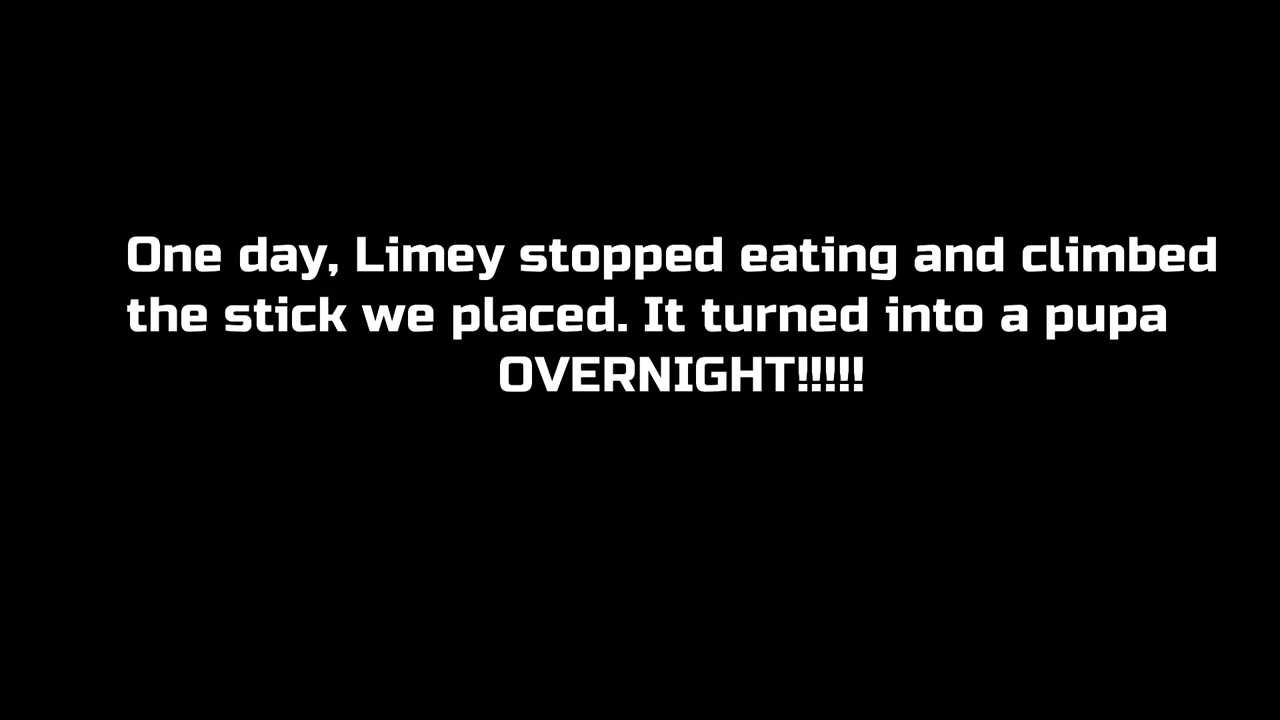 One day, Limey stopped eating and climbed
the stick we placed. It turned into a pupa
OVERNIGHT!!!!!